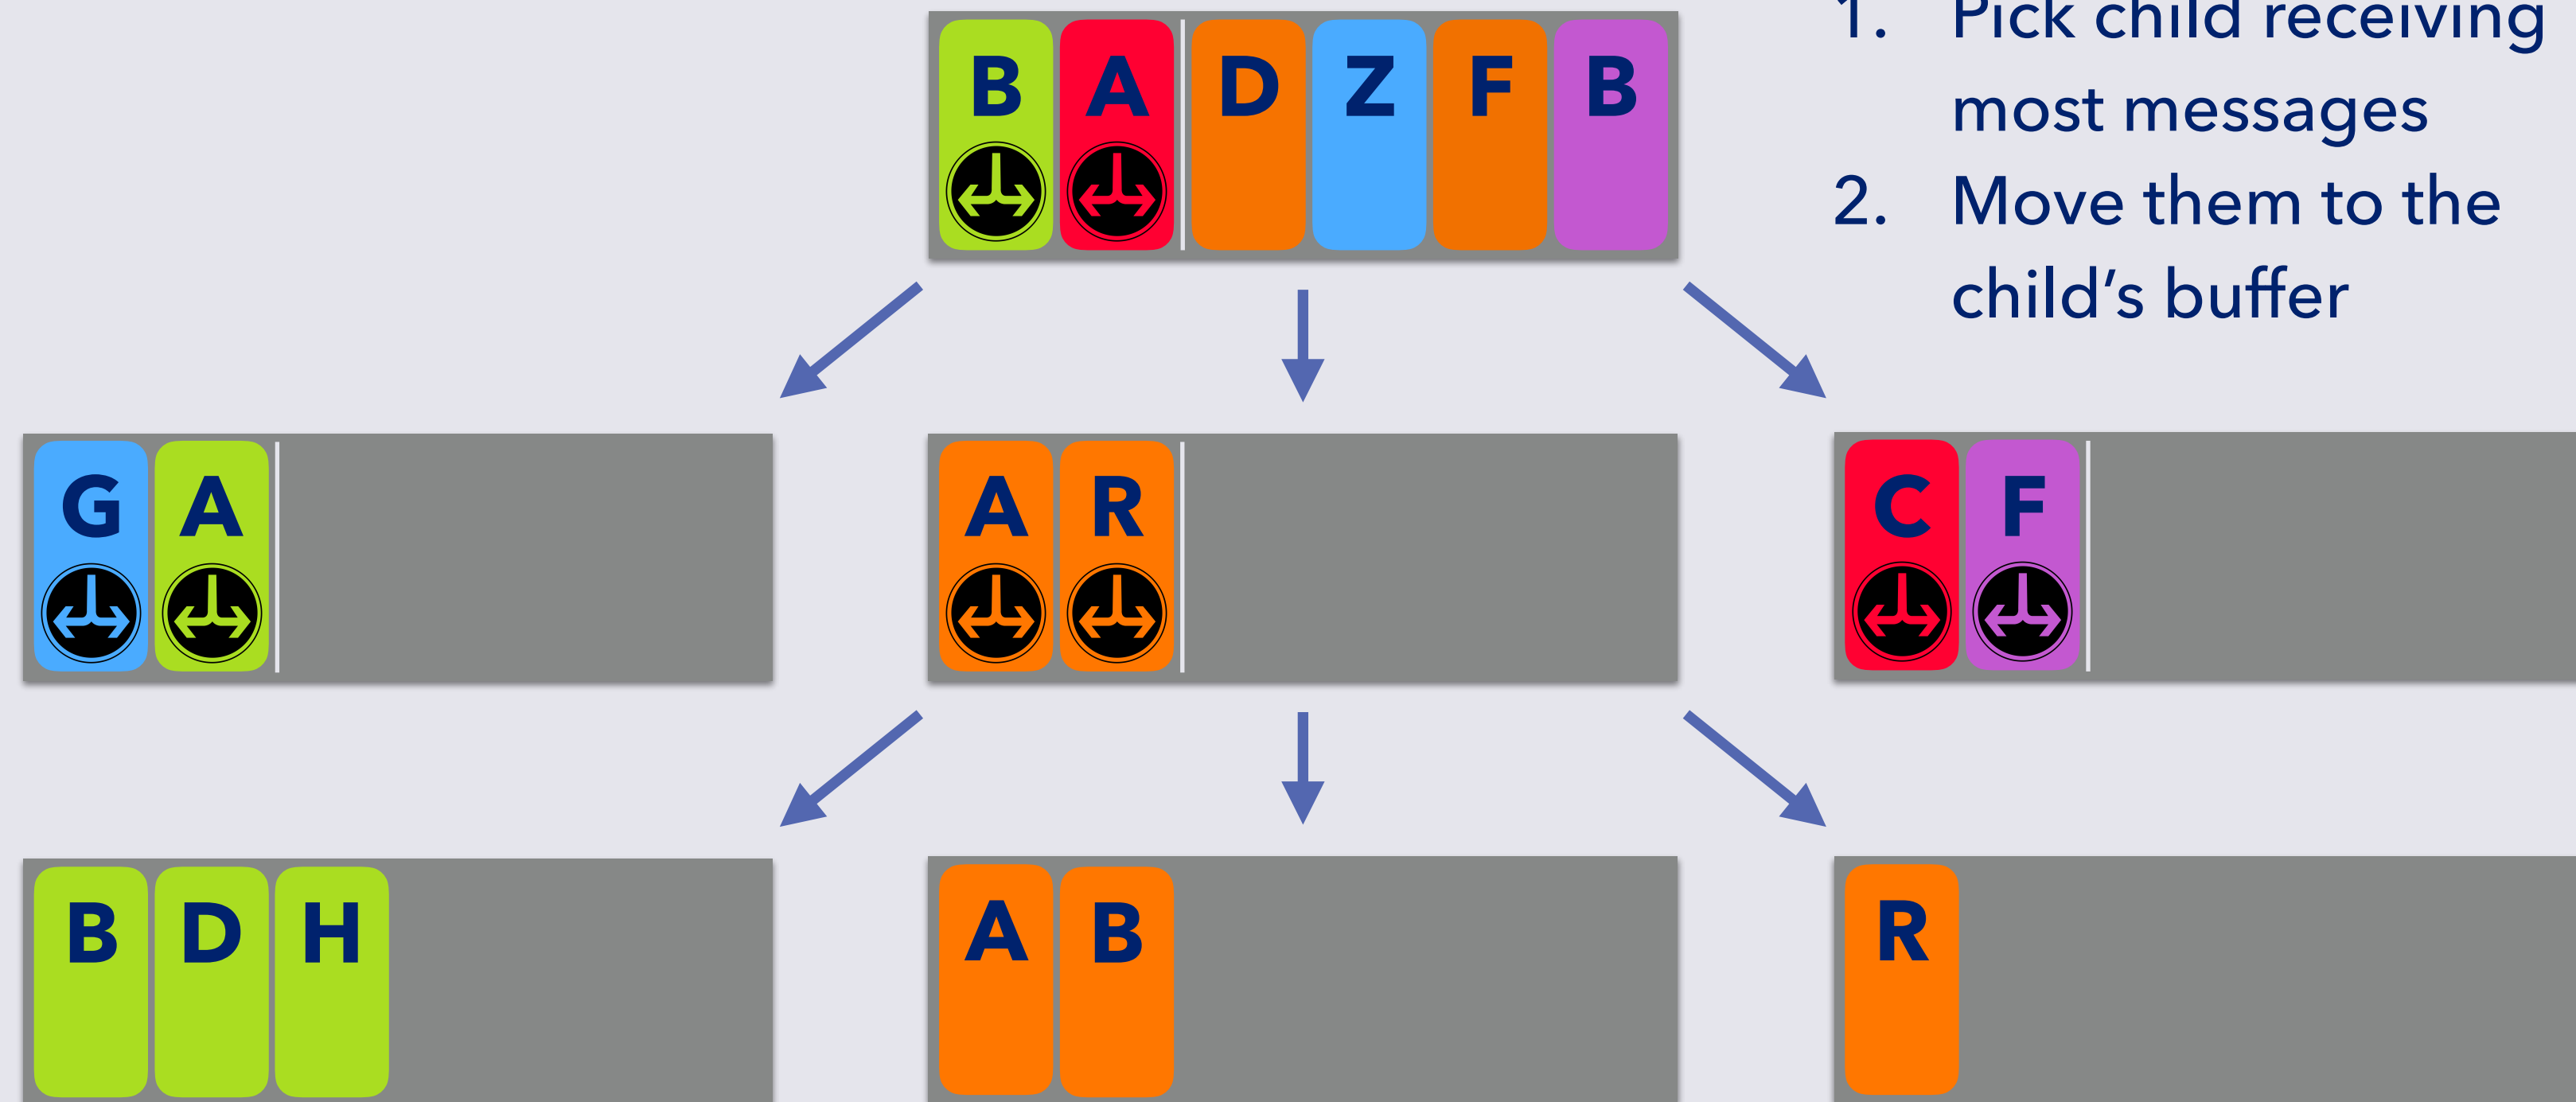 B A D Z F B
1. Pick child receiving
most messages
2. Move them to the
child’s buffer
G A
A R
C F
B D H
A B
R